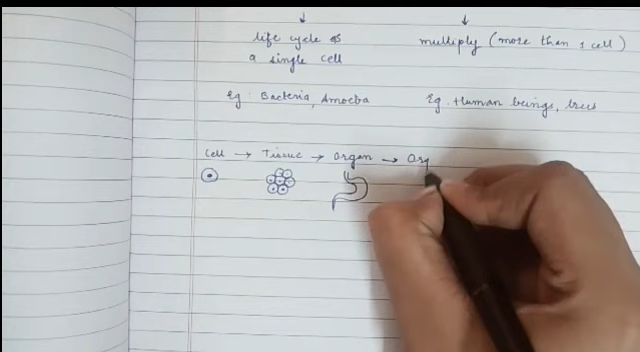 ↓ ↓
life cycle of multiply (more than 1 cell)
a single cell
Eg: Bacteria, Amoeba Eg. Human beings, trees
Cell → Tissue → Organ → Org